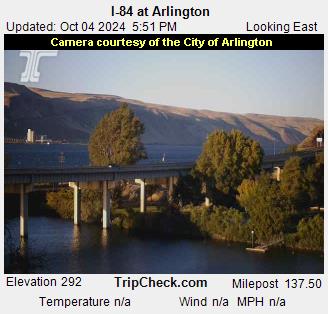 I-84 at Arlington
Updated: Oct 04 2024 5:51 PM Looking East
Camera courtesy of the City of Arlington
Elevation 292 TripCheck.com Milepost 137.50
Temperature n/a Wind n/a MPH n/a